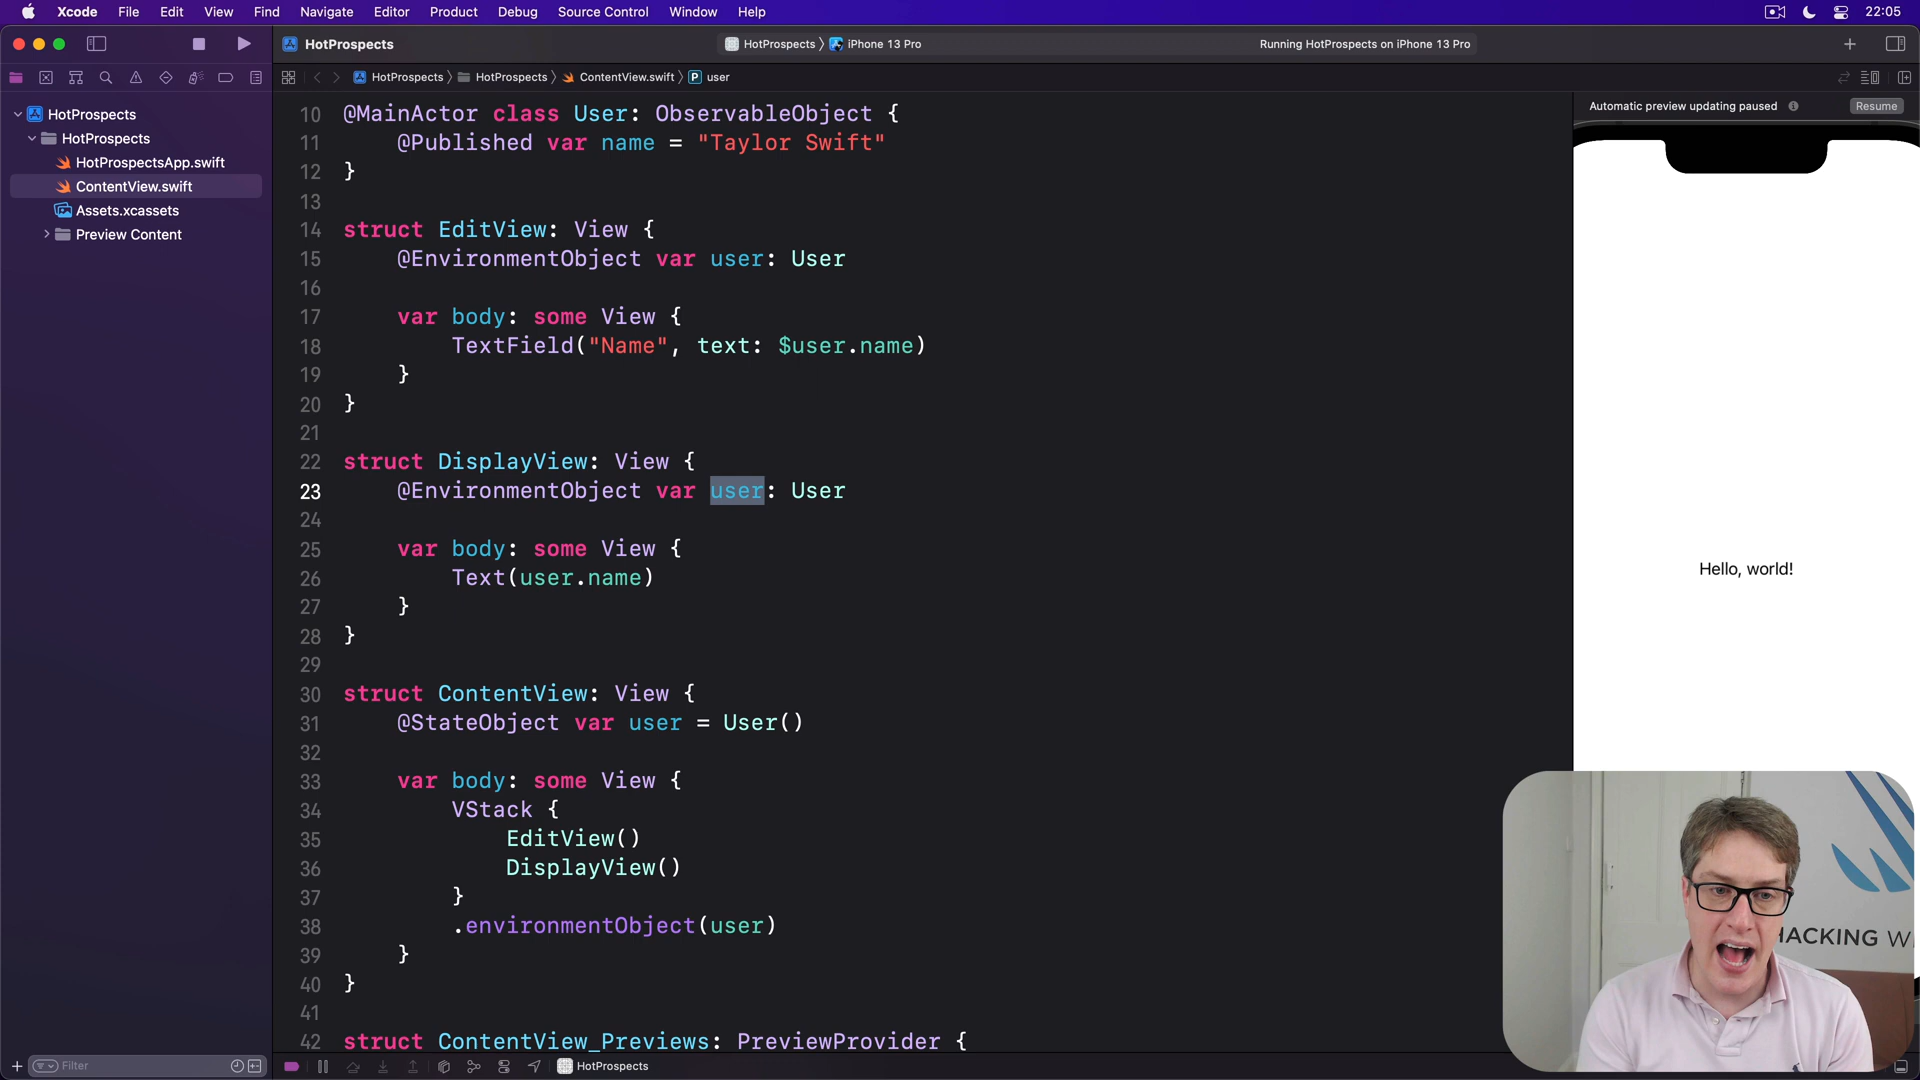 Xcode File Edit View Find Navigate Editor Product Debug Source Control Window Help 22:05
HotProspects HotProspects iPhone 13 Pro Running HotProspects on iPhone 13 Pro
HotProspects HotProspects ContentView.swift P user
HotProspects
HotProspects
HotProspectsApp.swift
ContentView.swift
Assets.xcassets
Preview Content
10 @MainActor class User: ObservableObject {
11 @Published var name = "Taylor Swift"
12 }
13
14 struct EditView: View {
15 @EnvironmentObject var user: User
16
17 var body: some View {
18 TextField("Name", text: $user.name)
19 }
20 }
21
22 struct DisplayView: View {
23 @EnvironmentObject var user: User
24
25 var body: some View {
26 Text(user.name)
27 }
28 }
29
30 struct ContentView: View {
31 @StateObject var user = User()
32
33 var body: some View {
34 VStack {
35 EditView()
36 DisplayView()
37 }
38 .environmentObject(user)
39 }
40 }
41
42 struct ContentView_Previews: PreviewProvider {
Automatic preview updating paused Resume
Hello, world!
HACKING W
Filter
HotProspects